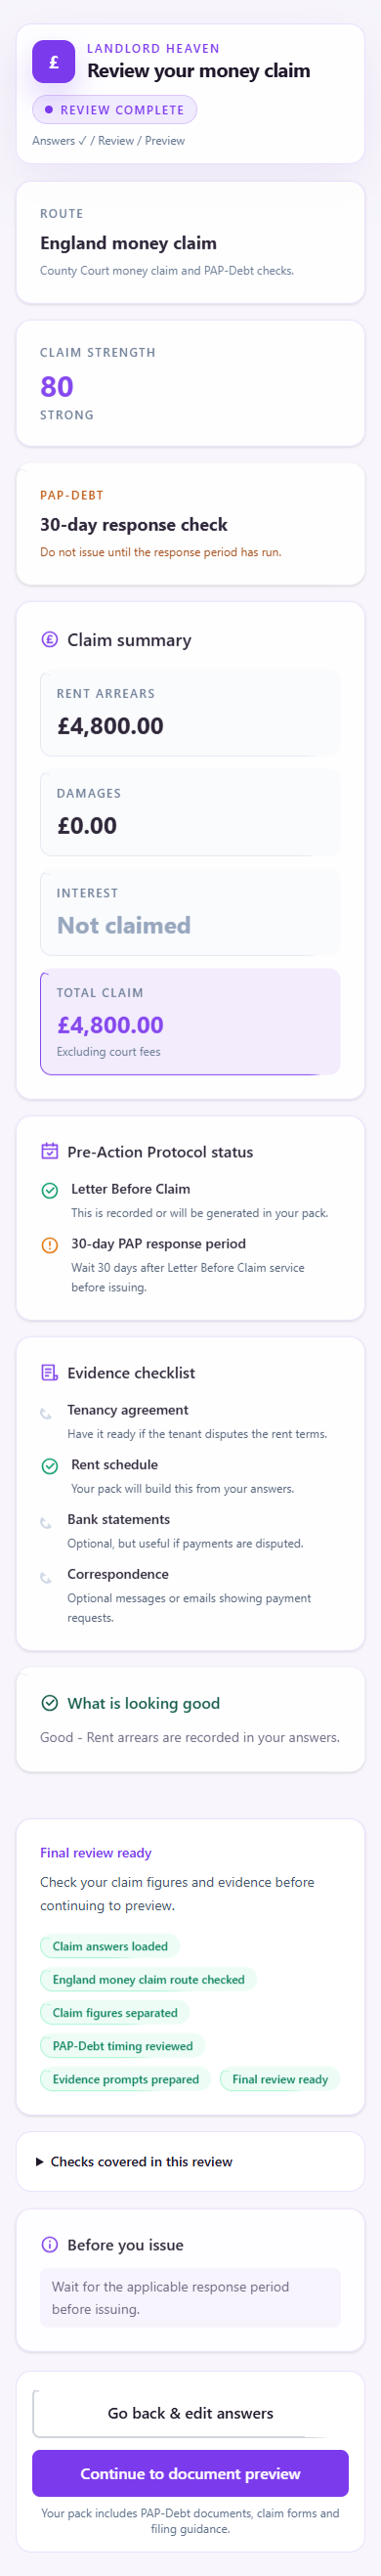 £
LANDLORD HEAVEN
Review your money claim
REVIEW COMPLETE
Answers ✓ / Review / Preview
ROUTE
England money claim
County Court money claim and PAP-Debt checks.
CLAIM STRENGTH
80
STRONG
PAP-DEBT
30-day response check
Do not issue until the response period has run.
Claim summary
RENT ARREARS
£4,800.00
DAMAGES
£0.00
INTEREST
Not claimed
TOTAL CLAIM
£4,800.00
Excluding court fees
Pre-Action Protocol status
Letter Before Claim
This is recorded or will be generated in your pack.
30-day PAP response period
Wait 30 days after Letter Before Claim service
before issuing.
Evidence checklist
Tenancy agreement
Have it ready if the tenant disputes the rent terms.
Rent schedule
Your pack will build this from your answers.
Bank statements
Optional, but useful if payments are disputed.
Correspondence
Optional messages or emails showing payment
requests.
What is looking good
Good - Rent arrears are recorded in your answers.
Final review ready
Check your claim figures and evidence before
continuing to preview.
Claim answers loaded
England money claim route checked
Claim figures separated
PAP-Debt timing reviewed
Evidence prompts prepared Final review ready
Checks covered in this review
Before you issue
Wait for the applicable response period
before issuing.
Go back & edit answers
Continue to document preview
Your pack includes PAP-Debt documents, claim forms and
filing guidance.